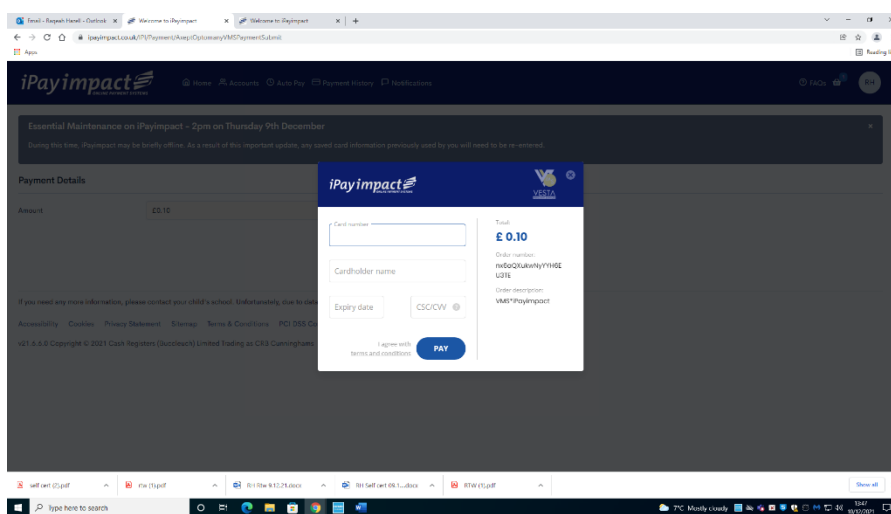 Welcome to iPayimpact
Welcome to iPayimpact
ipayimpact.co.uk/IPI/Payment/AxeptOptomanyVMSPaymentSubmit
Apps
Reading
iPayimpact
ONLINE PAYMENT SYSTEMS
Home Accounts Auto Pay Payment History Notifications
FAQs
RH
Essential Maintenance on iPayimpact - 2pm on Thursday 9th December
During this time, iPayimpact may be briefly offline. As a result of this important update, any saved card information previously used by you will need to be re-entered.
Payment Details
Amount £0.10
iPayimpact
ONLINE PAYMENT SYSTEMS
VESTA
Card number
Cardholder name
Expiry date CSC/CVV
I agree with
terms and conditions
PAY
Total:
£ 0.10
Order number:
Order description:
VMS*iPayimpact
If you need any more information, please contact your child's school. Unfortunately, due to data
Accessibility Cookies Privacy Statement Sitemap Terms & Conditions PCI DSS
v21.6.6.0 Copyright © 2021 Cash Registers (Buccleuch) Limited Trading as CRB Cunninghams
self cert (2).pdf
rtw (1).pdf
RH Rtw 9.12.21.docx
RH Self cert 09.1....docx
RTW (1).pdf
Show all
Type here to search
7°C Mostly cloudy
13:47
10/12/2021